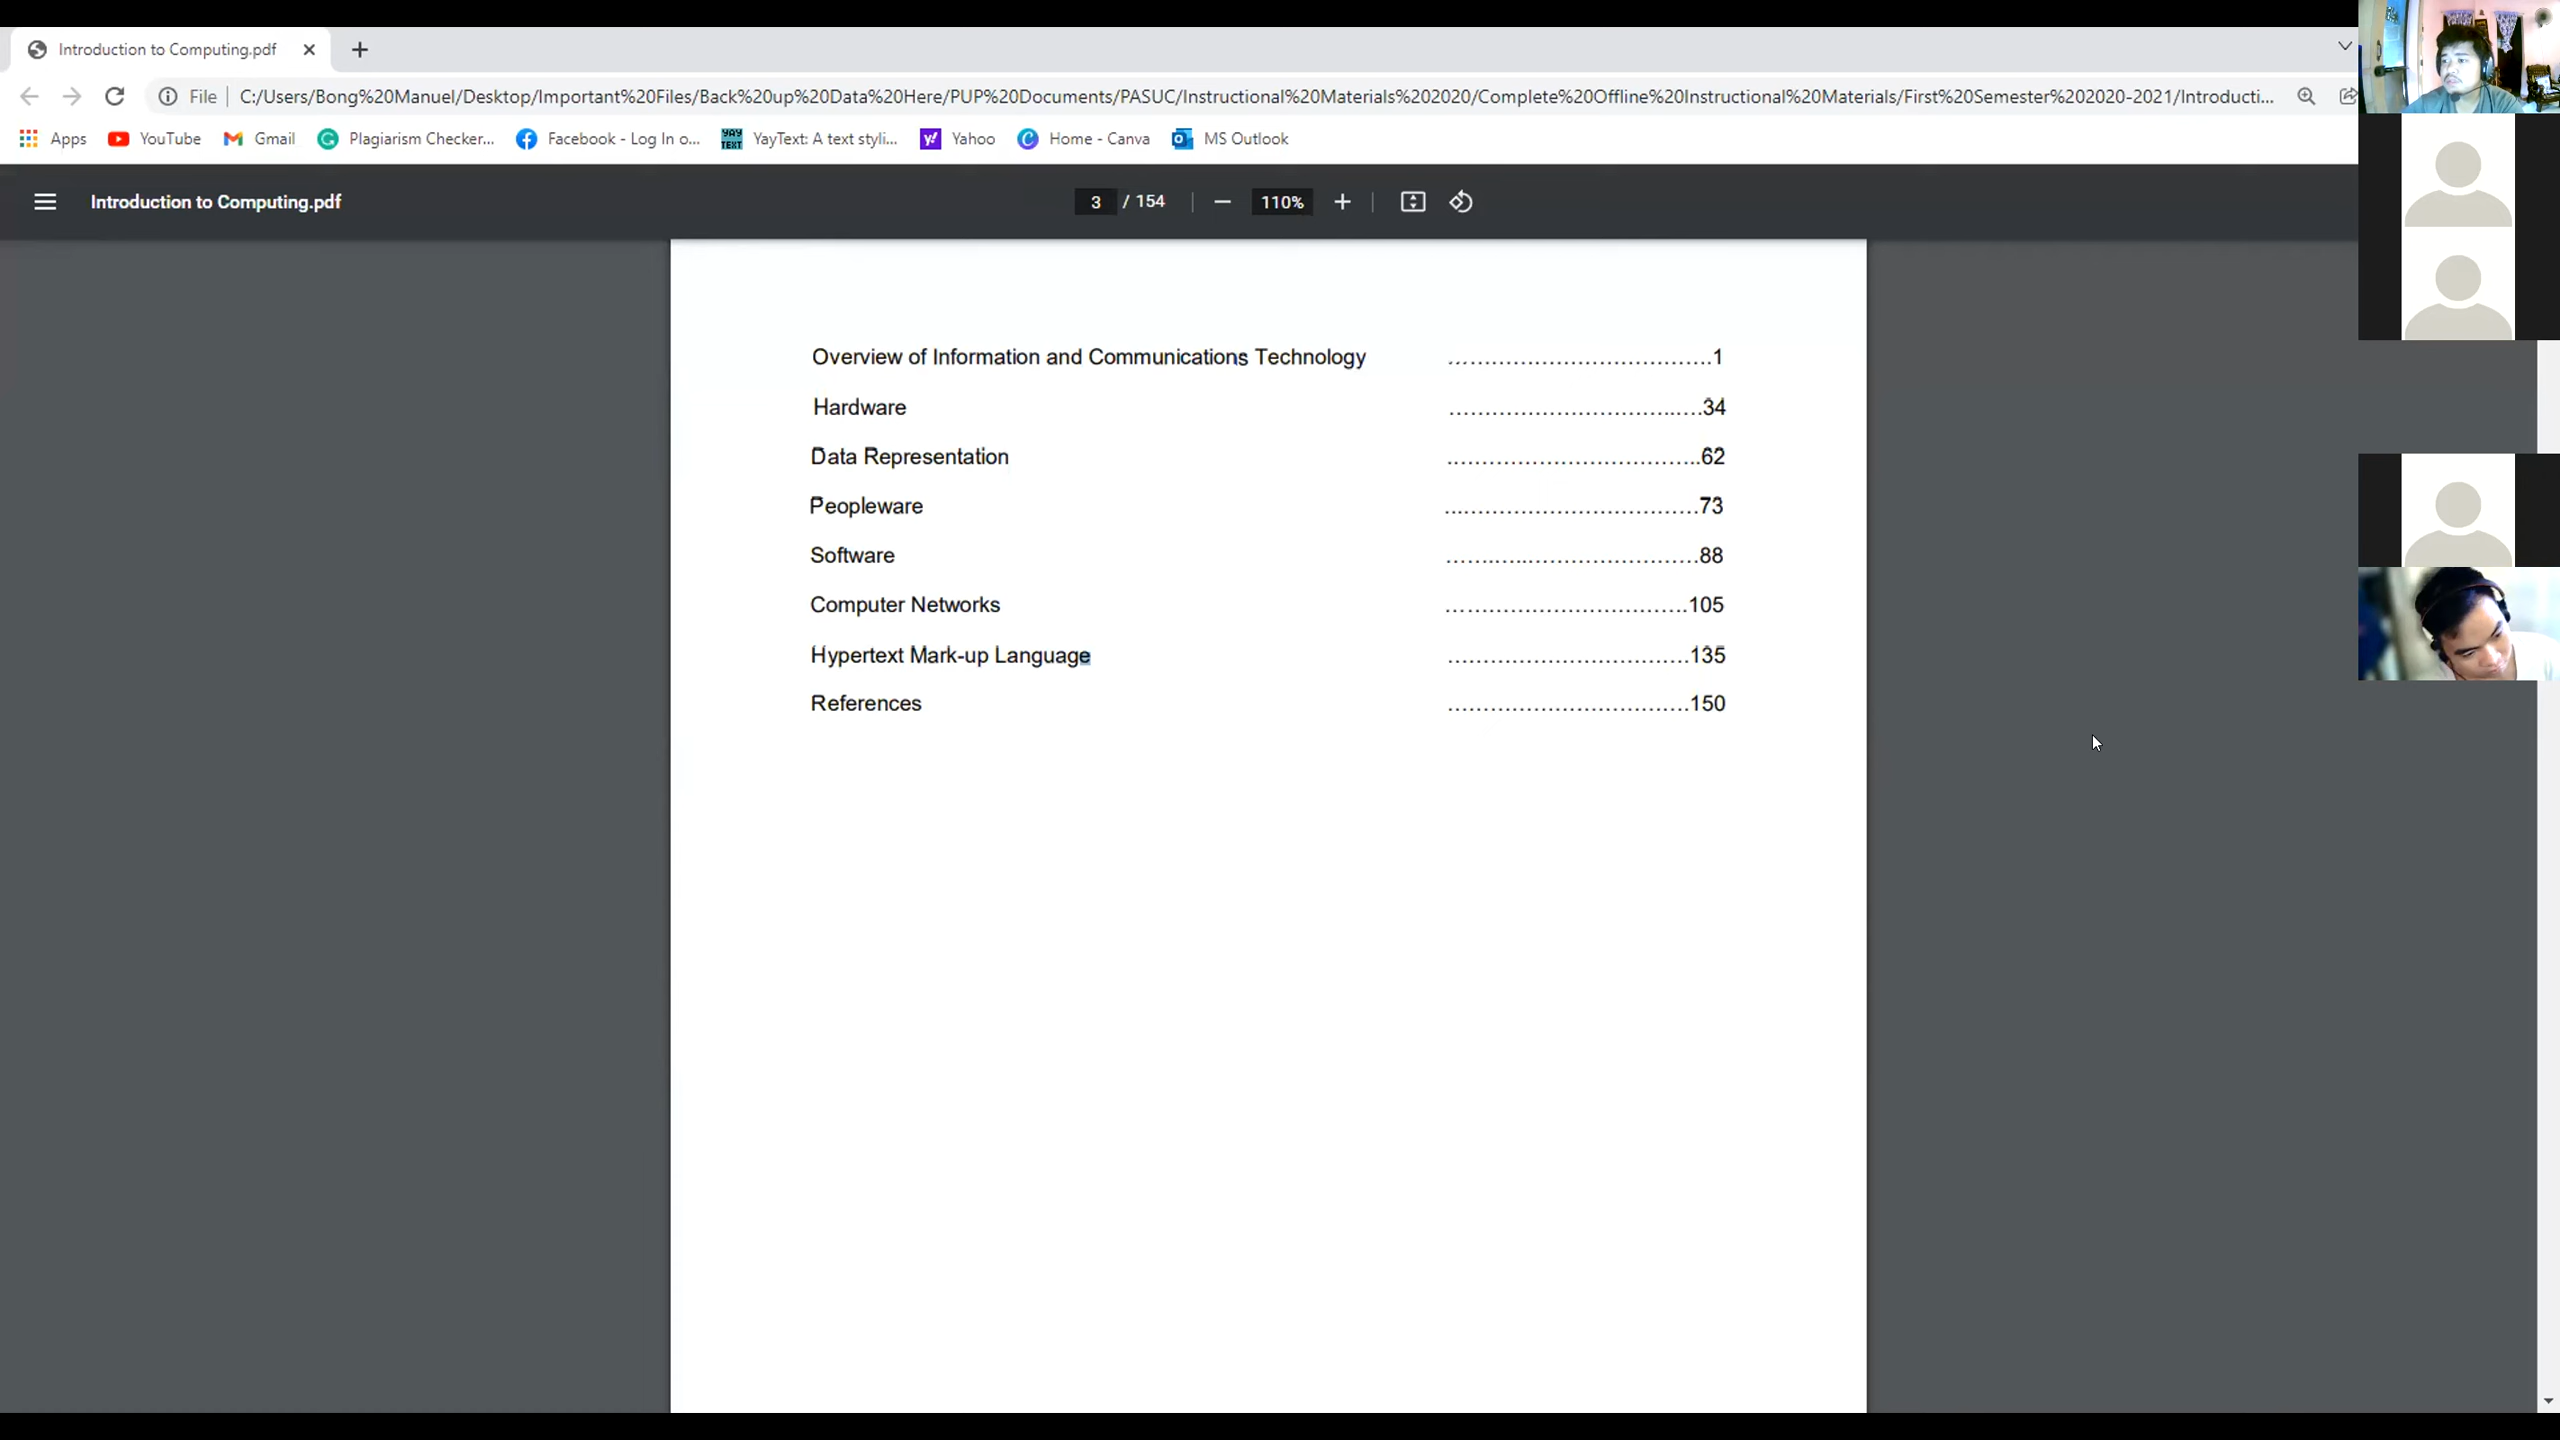 Introduction to Computing.pdf
File C:/Users/Bong%20Manuel/Desktop/Important%20Files/Back%20up%20Data%20Here/PUP%20Documents/PASUC/Instructional%20Materials%202020/Complete%20Offline%20Instructional%20Materials/First%20Semester%202020-2021/Introducti...
Apps YouTube Gmail Plagiarism Checker... Facebook - Log In o... YAY TEXT YayText: A text styli... Yahoo Home - Canva MS Outlook
Introduction to Computing.pdf 3 / 154 110%
Overview of Information and Communications Technology ……………………………….1
Hardware …………………………...….34
Data Representation ……………………………..62
Peopleware ………………………………73
Software ………………………………88
Computer Networks …………………………….105
Hypertext Mark-up Language …………………………….135
References …………………………….150